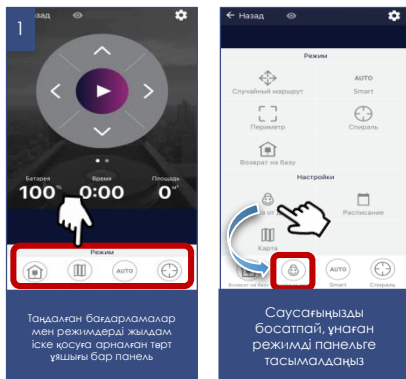 1
зад
Батарея
Время
Площадь
100%
0:00
0м²
Режим
AUTO
Таңдалған бағдарламалар
мен режимдерді жылдам
іске қосуға арналған төрт
ұяшығы бар панель
← Назад
Режим
AUTO
Случайный маршрут
Smart
Периметр
Спираль
Возврат на базу
Настройки
Расписание
Карта
AUTO
Smart
Спираль
Саусағыңызды
босатпай, ұнаған
режимді панельге
тасымалдаңыз